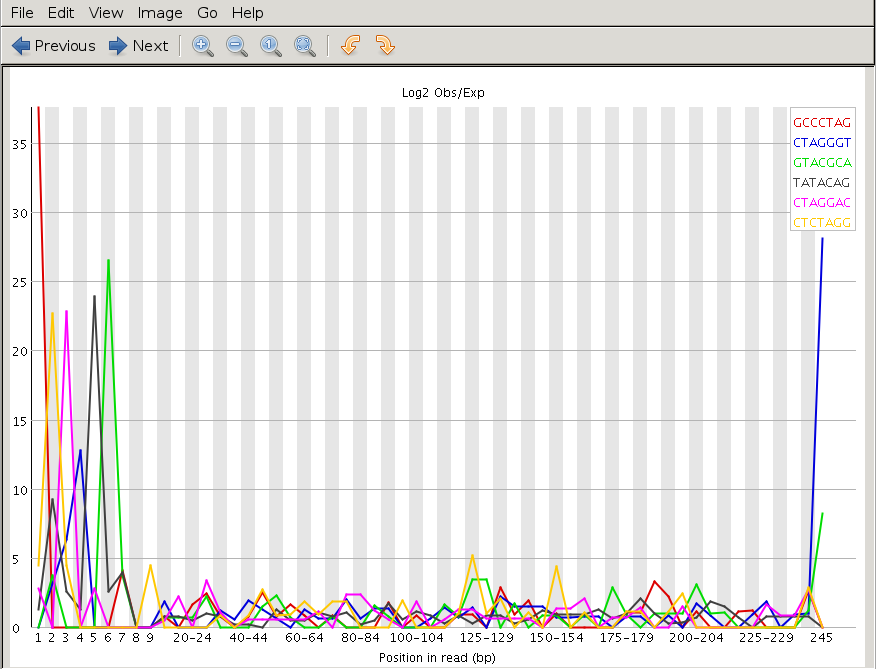 File Edit View Image Go Help
Previous Next
Log2 Obs/Exp
GCCCTAG
CTAGGGT
GTACGCA
TATACAG
CTAGGAC
CTCTAGG
35
30
25
20
15
10
5
0
1 2 3 4 5 6 7 8 9 20-24 40-44 60-64 80-84 100-104 125-129 150-154 175-179 200-204 225-229 245
Position in read (bp)